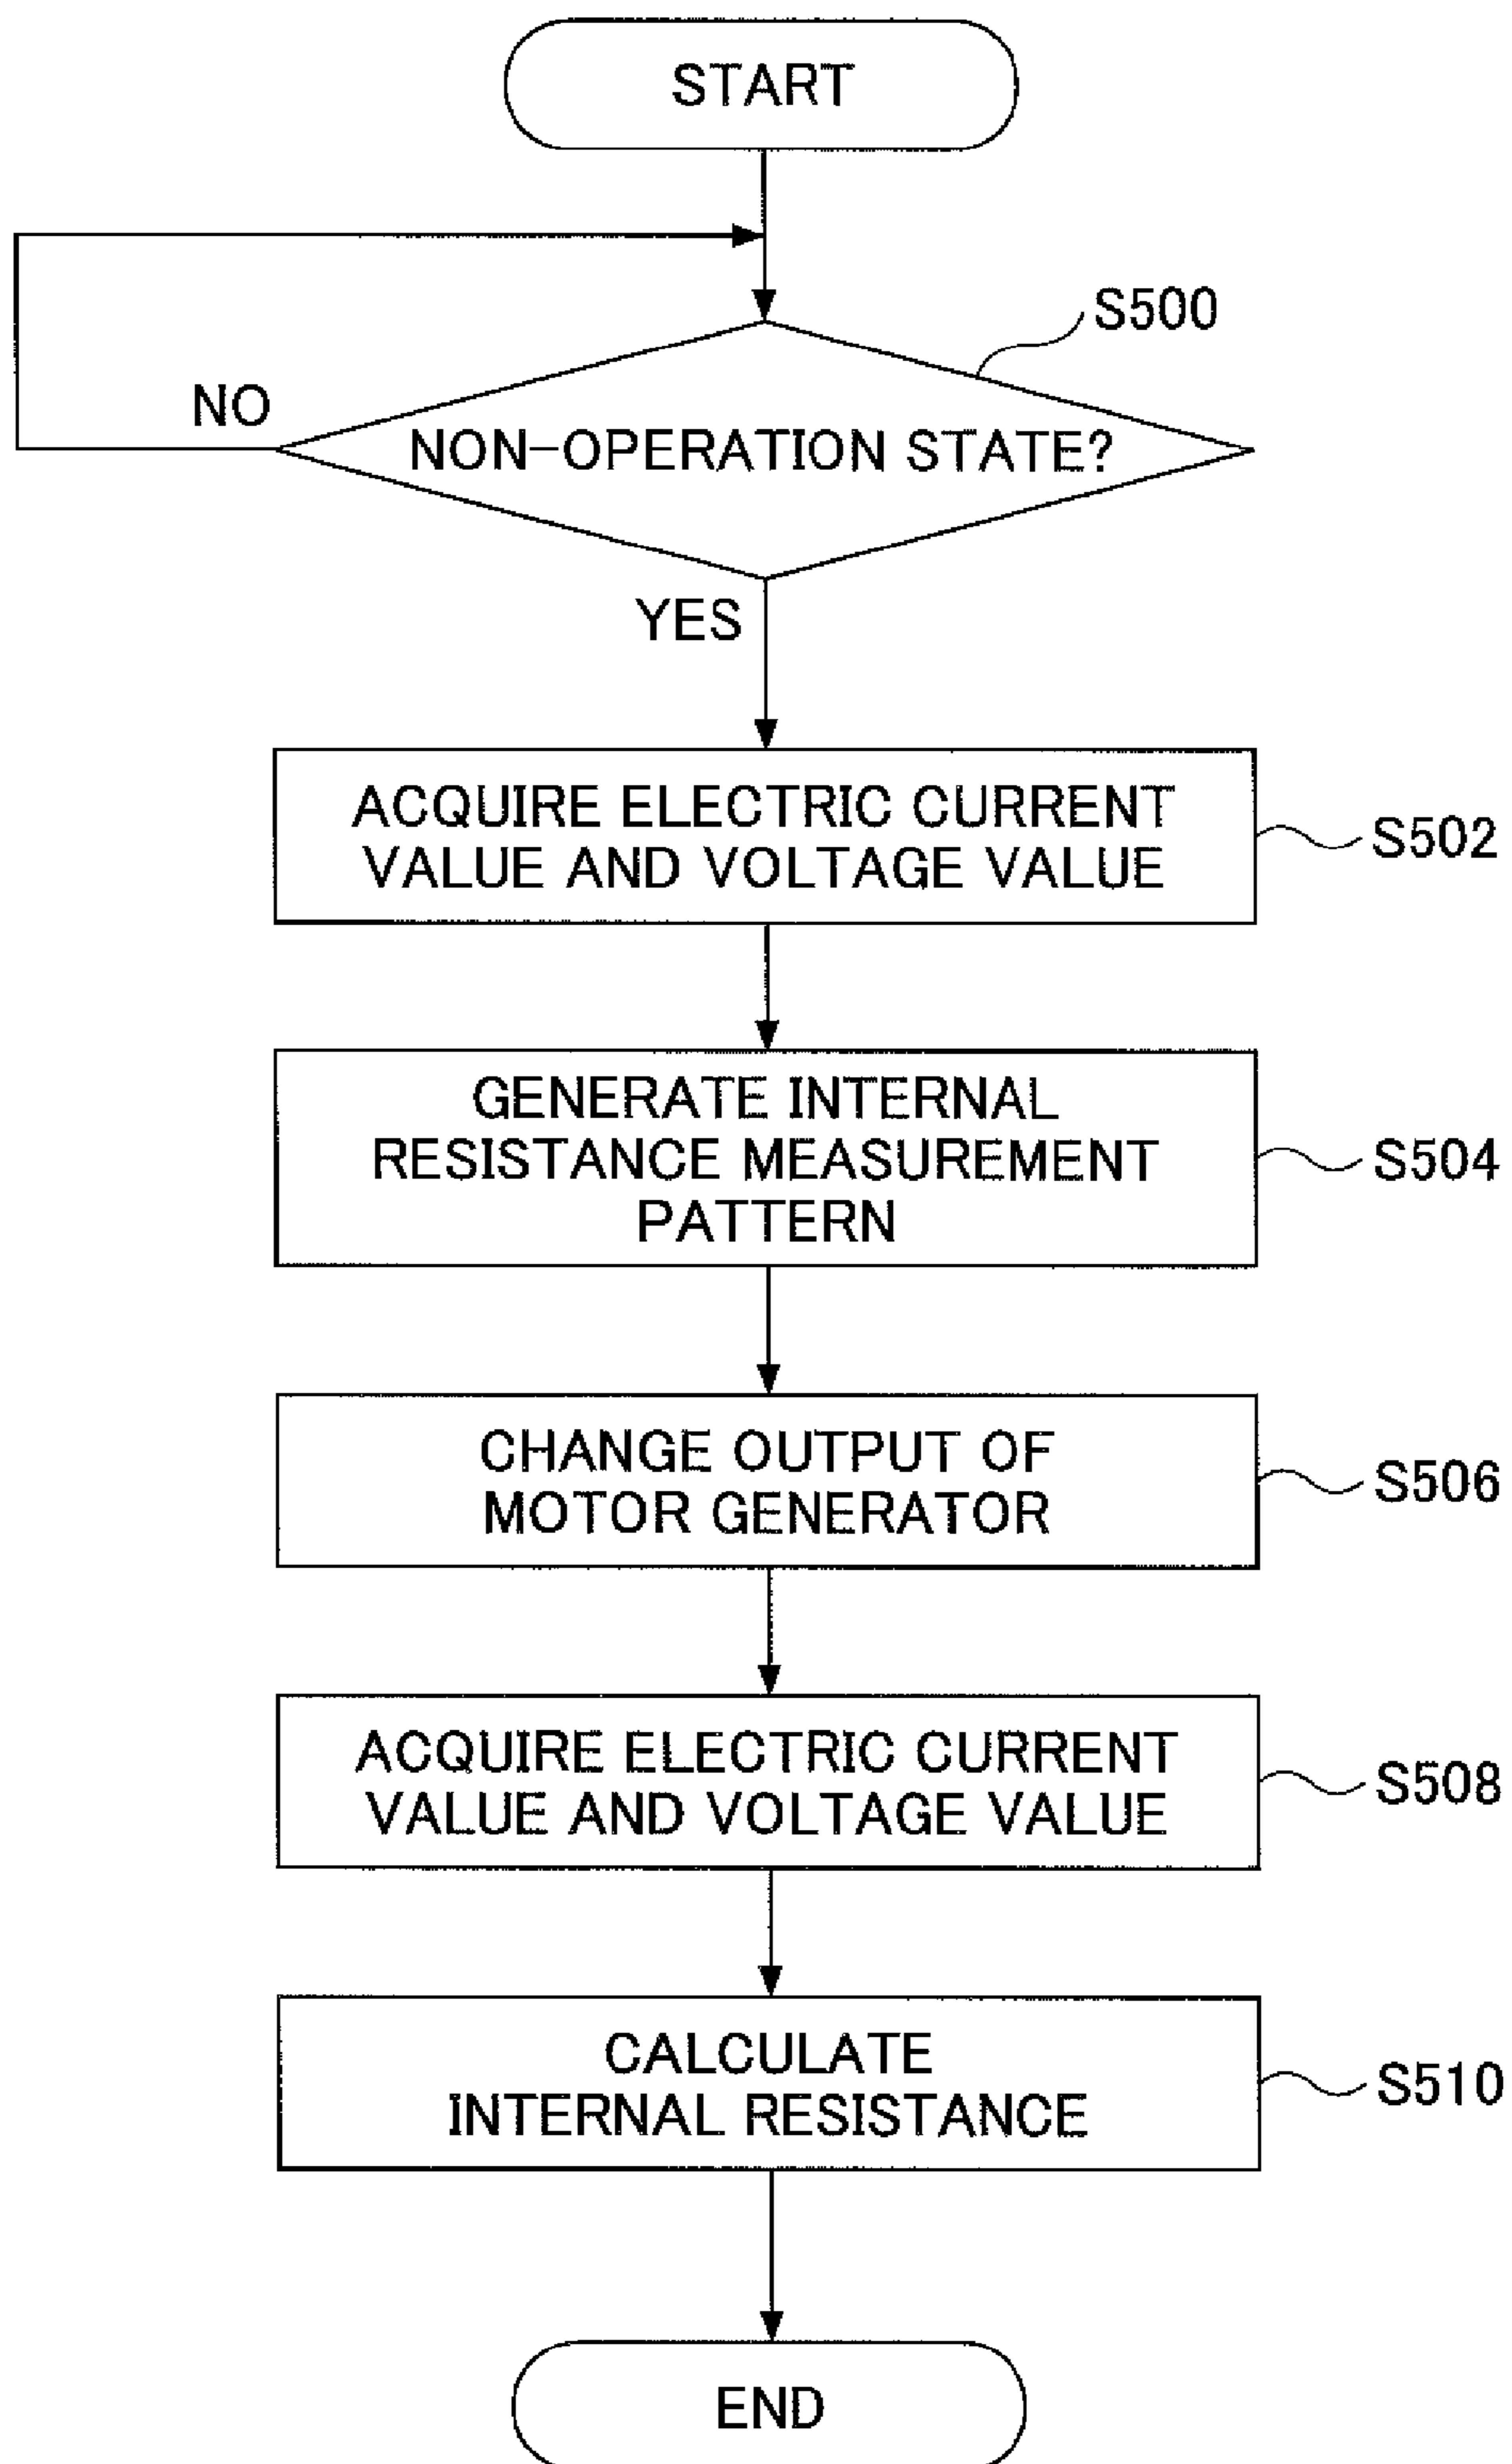 START
S500
NO
NON-OPERATION STATE?
YES
ACQUIRE ELECTRIC CURRENT
VALUE AND VOLTAGE VALUE
S502
GENERATE INTERNAL
RESISTANCE MEASUREMENT
PATTERN
S504
CHANGE OUTPUT OF
MOTOR GENERATOR
S506
ACQUIRE ELECTRIC CURRENT
VALUE AND VOLTAGE VALUE
S508
CALCULATE
INTERNAL RESISTANCE
S510
END